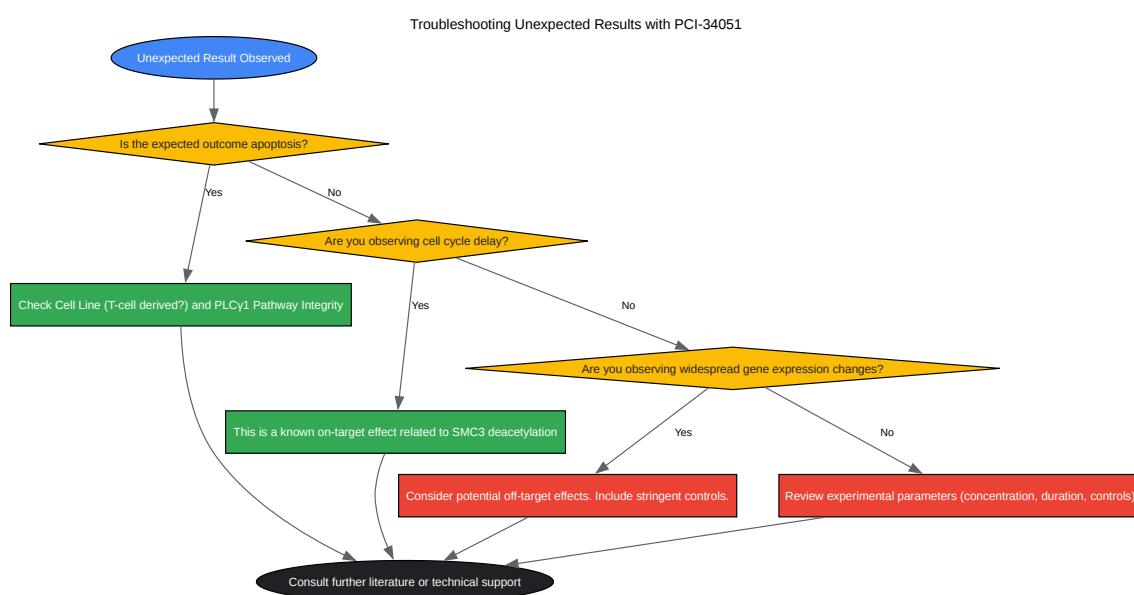 Troubleshooting Unexpected Results with PCI-34051
Unexpected Result Observed
Is the expected outcome apoptosis?
Yes
No
Are you observing cell cycle delay?
Check Cell Line (T-cell derived?) and PLCγ1 Pathway Integrity
Yes
No
Are you observing widespread gene expression changes?
This is a known on-target effect related to SMC3 deacetylation
Yes
No
Consider potential off-target effects. Include stringent controls.
Review experimental parameters (concentration, duration, controls)
Consult further literature or technical support